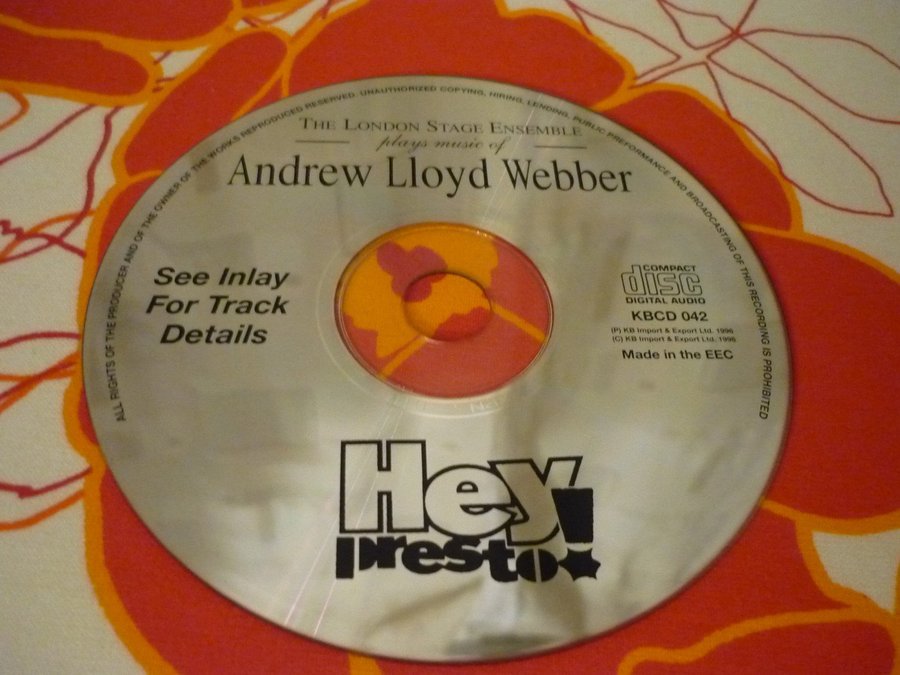 ALL RIGHTS OF THE PRODUCER AND OF THE OWNER OF THE WORKS REPRODUCED RESERVED. UNAUTHORIZED COPYING, HIRING, LENDING, PUBLIC PREFORMANCE AND BROADCASTING OF THIS RECORDING IS PROHIBITED
THE LONDON STAGE ENSEMBLE
plays music of
Andrew Lloyd Webber
See Inlay
For Track
Details
COMPACT
disc
DIGITAL AUDIO
KBCD 042
(P) KB Import & Export Ltd. 1996
(C) KB Import & Export Ltd. 1996
Made in the EEC
Hey
presto!